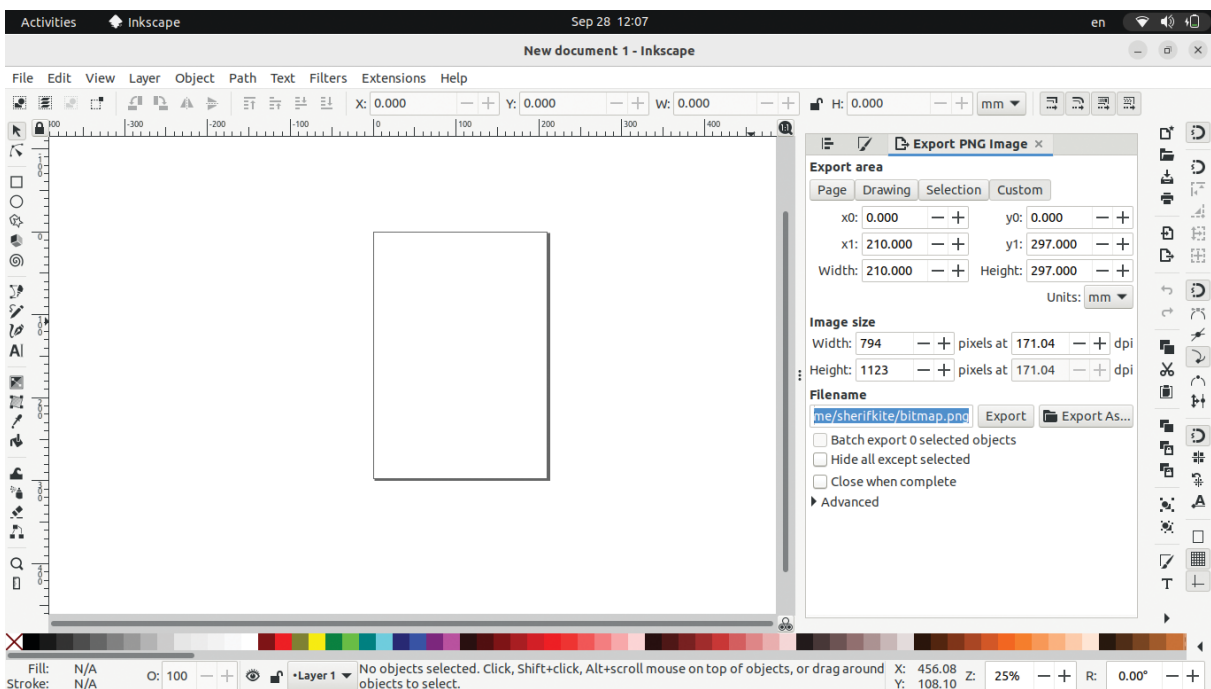 Activities Inkscape Sep 28 12:07 en
New document 1 - Inkscape
File Edit View Layer Object Path Text Filters Extensions Help
X: 0.000 Y: 0.000 W: 0.000 H: 0.000 mm
-300 -200 -100 0 100 200 300 400
Export PNG Image
Export area
Page Drawing Selection Custom
x0: 0.000 y0: 0.000
x1: 210.000 y1: 297.000
Width: 210.000 Height: 297.000
Units: mm
Image size
Width: 794 pixels at 171.04 dpi
Height: 1123 pixels at 171.04 dpi
Filename
me/sherifkite/bitmap.png Export Export As...
Batch export 0 selected objects
Hide all except selected
Close when complete
Advanced
Fill: N/A
Stroke: N/A
O: 100
•Layer 1
No objects selected. Click, Shift+click, Alt+scroll mouse on top of objects, or drag around
objects to select.
X: 456.08
Y: 108.10
Z: 25% R: 0.00°